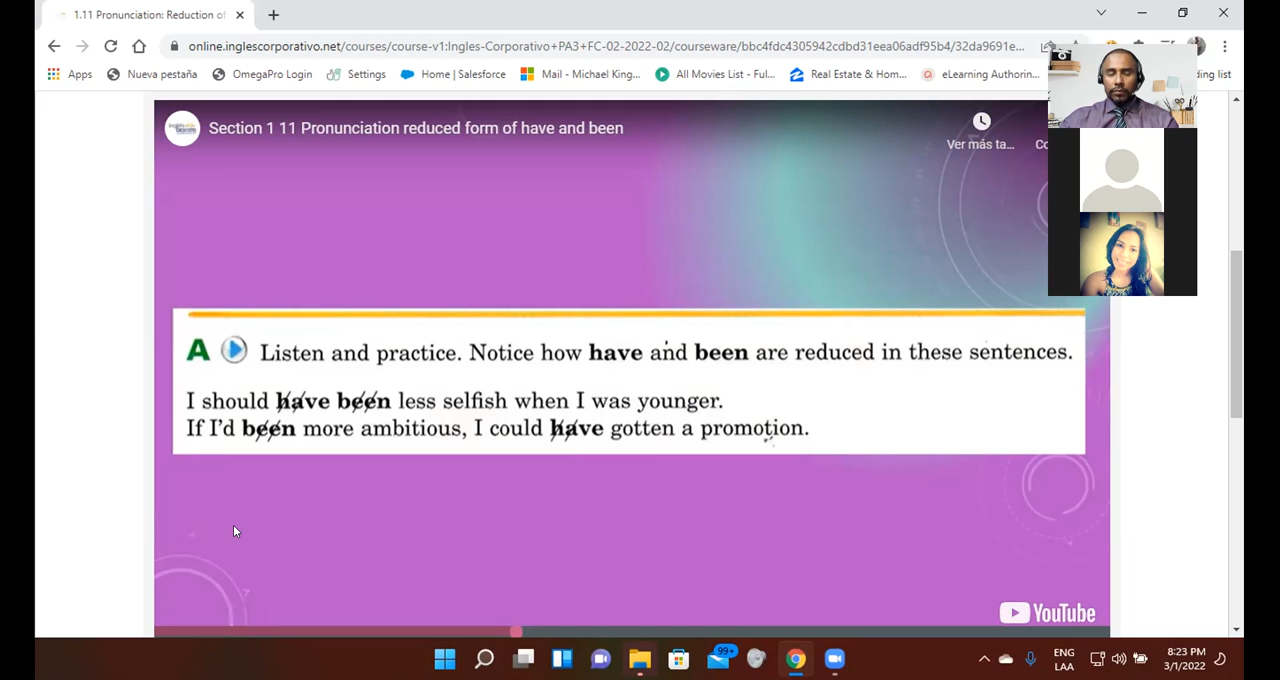 1.11 Pronunciation: Reduction of
online.inglescorporativo.net/courses/course-v1:Ingles-Corporativo+PA3+FC-02-2022-02/courseware/bbc4fdc4305942cdbd31eea06adf95b4/32da9691e...
Apps Nueva pestaña OmegaPro Login Settings Home | Salesforce Mail - Michael King... All Movies List - Ful... Real Estate & Hom... eLearning Authorin... ding list
Section 1 11 Pronunciation reduced form of have and been
Ver más ta...
Co
A Listen and practice. Notice how have and been are reduced in these sentences.
I should have been less selfish when I was younger.
If I'd been more ambitious, I could have gotten a promotion.
YouTube
99+
ENG
LAA
8:23 PM
3/1/2022